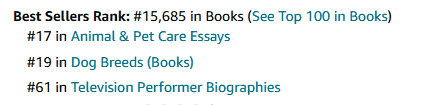 Best Sellers Rank: #15,685 in Books (See Top 100 in Books)
#17 in Animal & Pet Care Essays
#19 in Dog Breeds (Books)
#61 in Television Performer Biographies